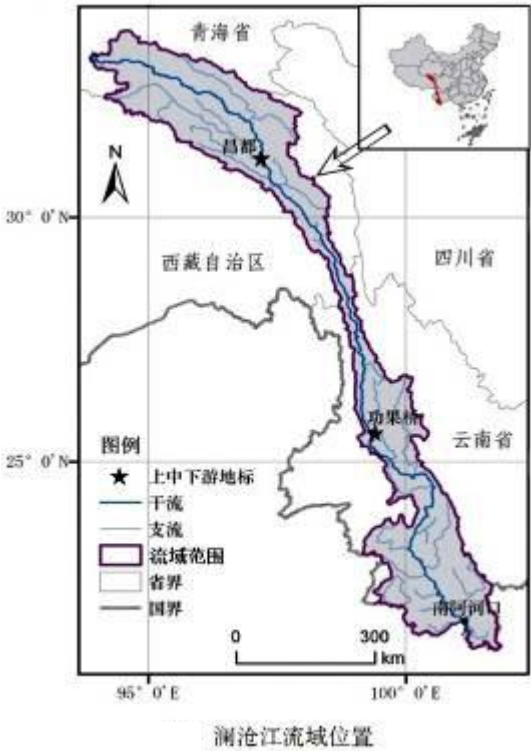 青海省
昌都
N
30° 0'N
西藏自治区
四川省
功果桥
云南省
图例
25° 0'N
上中下游地标
干流
支流
流域范围
省界
国界
南阿河口
0 300
km
95° 0'E 100° 0'E
澜沧江流域位置